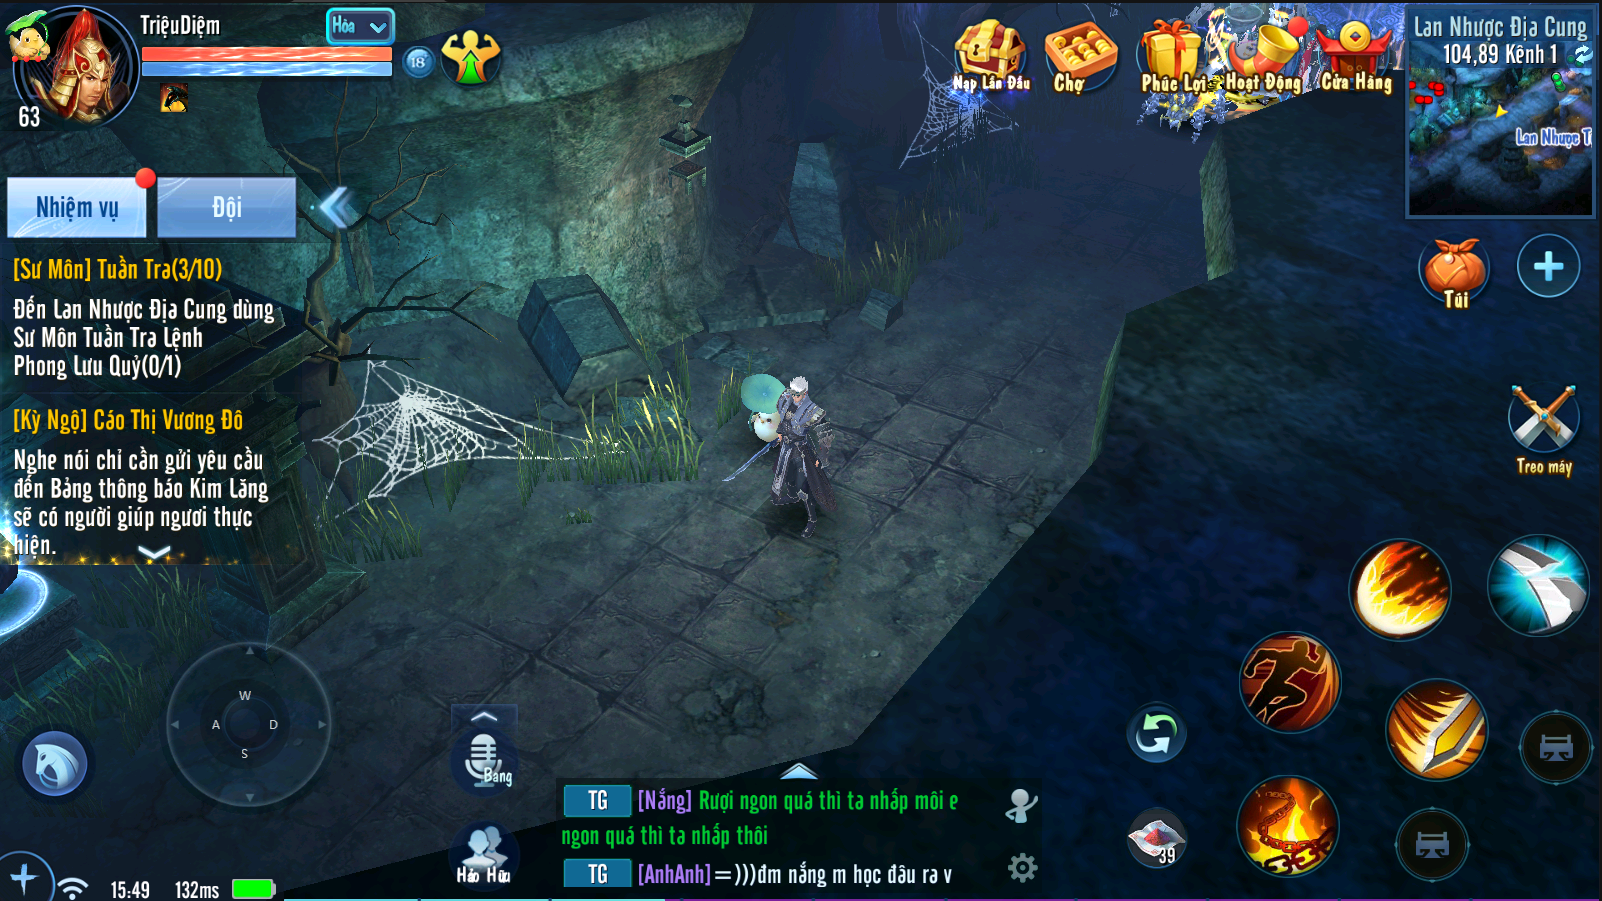 TriệuDiệm
Hòa
18
63
Nạp Lần Đầu
Chợ
Phúc Lợi
Hoạt Động
Cửa Hàng
Lan Nhược Địa Cung
104,89 Kênh 1
Lan Nhược T
Nhiệm vụ
Đội
[Sư Môn] Tuần Tra(3/10)
Đến Lan Nhược Địa Cung dùng
Sư Môn Tuần Tra Lệnh
Phong Lưu Quỷ(0/1)
[Kỳ Ngộ] Cáo Thị Vương Đô
Nghe nói chỉ cần gửi yêu cầu
đến Bảng thông báo Kim Lăng
sẽ có người giúp ngươi thực
hiện.
Túi
Treo máy
W
A
D
S
Bang
Hảo Hữu
TG [Nắng] Rượi ngon quá thì ta nhấp môi e
ngon quá thì ta nhấp thôi
TG [AnhAnh]=)))đm nắng m học đâu ra v
39
15:49
132ms